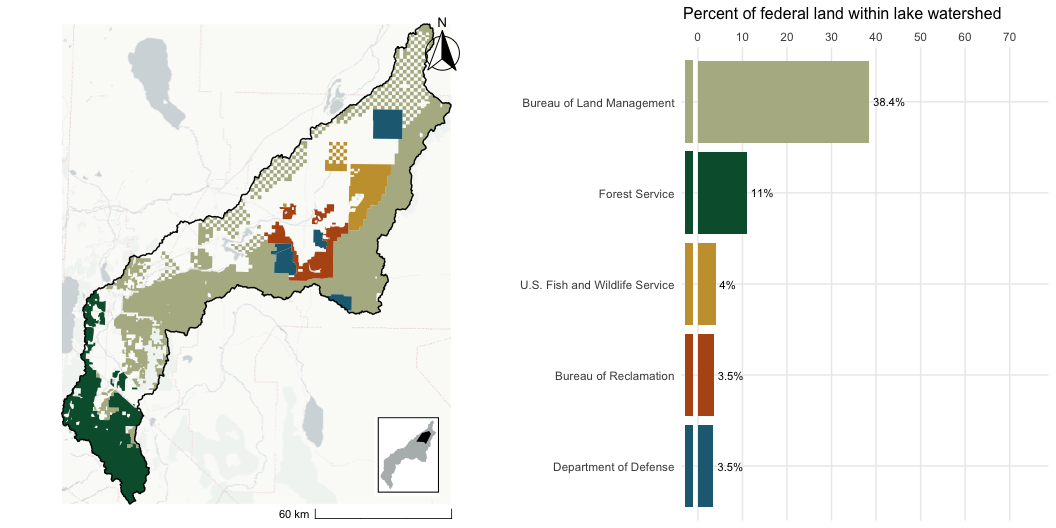 N
60 km
Percent of federal land within lake watershed
0 10 20 30 40 50 60 70
Bureau of Land Management 38.4%
Forest Service 11%
U.S. Fish and Wildlife Service 4%
Bureau of Reclamation 3.5%
Department of Defense 3.5%